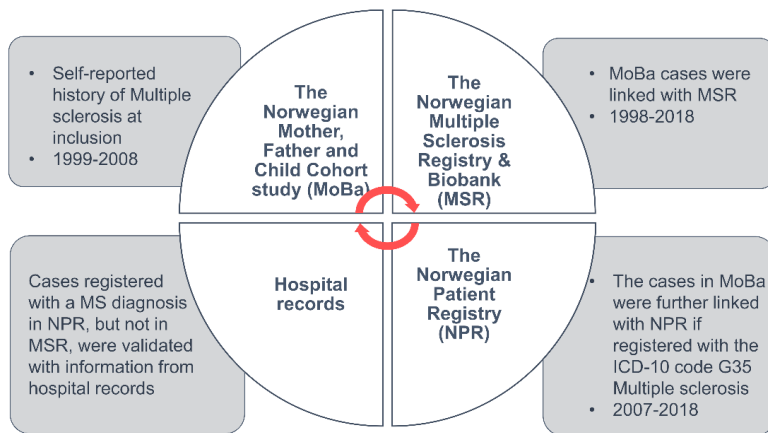 • Self-reported
history of Multiple
sclerosis at
inclusion
• 1999-2008
The
Norwegian
Mother,
Father and
Child Cohort
study (MoBa)
The
Norwegian
Multiple
Sclerosis
Registry &
Biobank
(MSR)
• MoBa cases were
linked with MSR
• 1998-2018
Cases registered
with a MS diagnosis
in NPR, but not in
MSR, were validated
with information from
hospital records
Hospital
records
The
Norwegian
Patient
Registry
(NPR)
• The cases in MoBa
were further linked
with NPR if
registered with the
ICD-10 code G35
Multiple sclerosis
• 2007-2018